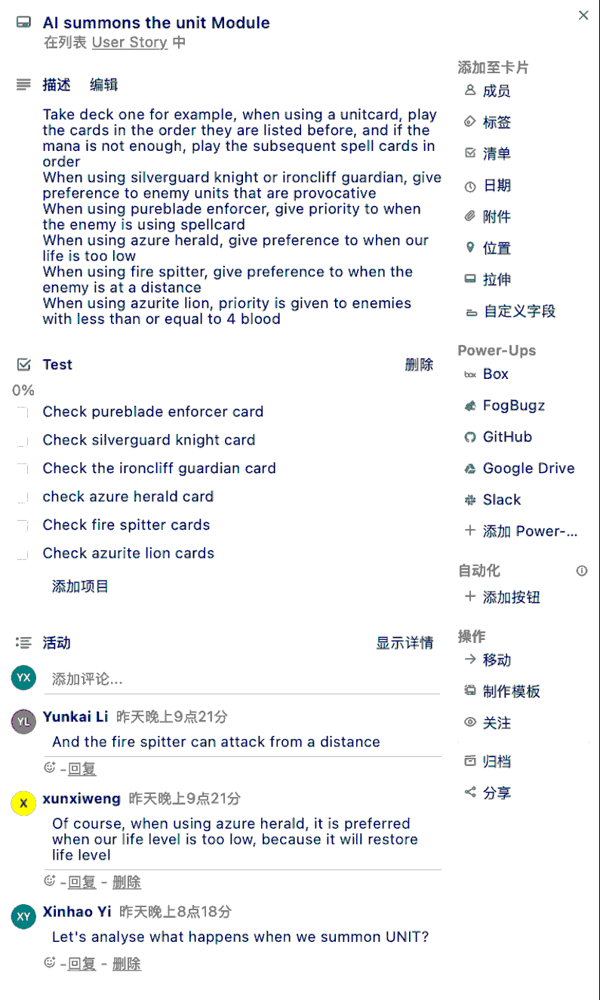 AI summons the unit Module
在列表 User Story 中
描述 编辑
Take deck one for example, when using a unitcard, play
the cards in the order they are listed before, and if the
mana is not enough, play the subsequent spell cards in
order
When using silverguard knight or ironcliff guardian, give
preference to enemy units that are provocative
When using pureblade enforcer, give priority to when
the enemy is using spellcard
When using azure herald, give preference to when our
life is too low
When using fire spitter, give preference to when the
enemy is at a distance
When using azurite lion, priority is given to enemies
with less than or equal to 4 blood
Test 删除
0%
Check pureblade enforcer card
Check silverguard knight card
Check the ironcliff guardian card
check azure herald card
Check fire spitter cards
Check azurite lion cards
添加项目
活动 显示详情
YX 添加评论...
YL Yunkai Li 昨天晚上9点21分
And the fire spitter can attack from a distance
-回复
X xunxiweng 昨天晚上9点21分
Of course, when using azure herald, it is preferred
when our life level is too low, because it will restore
life level
-回复 - 删除
XY Xinhao Yi 昨天晚上8点18分
Let's analyse what happens when we summon UNIT?
-回复 - 删除
添加至卡片
成员
标签
清单
日期
附件
位置
拉伸
自定义字段
Power-Ups
box Box
FogBugz
GitHub
Google Drive
Slack
添加 Power-...
自动化
添加按钮
操作
移动
制作模板
关注
归档
分享